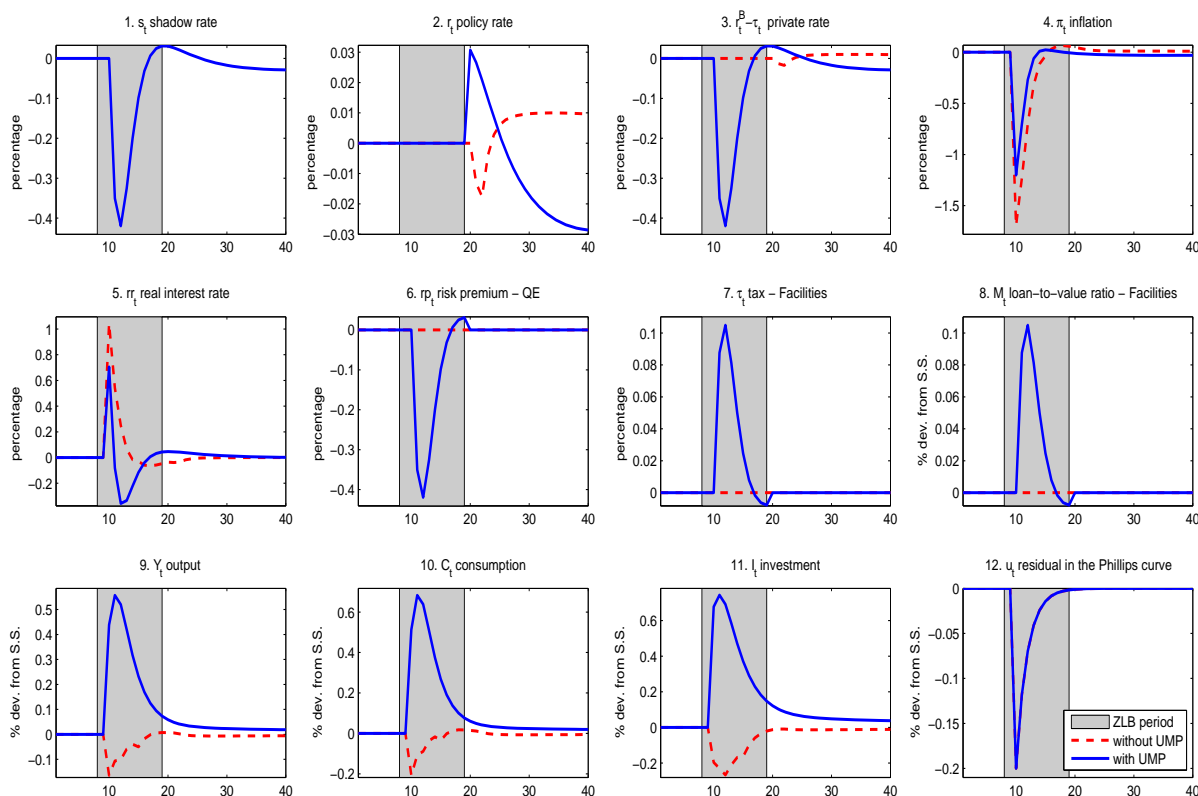 1. s_t shadow rate
2. r_t policy rate
3. r_t^B−τ_t private rate
4. π_t inflation
percentage
0
−0.1
−0.2
−0.3
−0.4
10 20 30 40
percentage
0.03
0.02
0.01
0
−0.01
−0.02
−0.03
10 20 30 40
percentage
0
−0.1
−0.2
−0.3
−0.4
10 20 30 40
percentage
0
−0.5
−1
−1.5
10 20 30 40
5. rr_t real interest rate
6. rp_t risk premium − QE
7. τ_t tax − Facilities
8. M_t loan−to−value ratio − Facilities
percentage
1
0.8
0.6
0.4
0.2
0
−0.2
10 20 30 40
percentage
0
−0.1
−0.2
−0.3
−0.4
10 20 30 40
percentage
0.1
0.08
0.06
0.04
0.02
0
10 20 30 40
% dev. from S.S.
0.1
0.08
0.06
0.04
0.02
0
10 20 30 40
9. Y_t output
10. C_t consumption
11. I_t investment
12. u_t residual in the Phillips curve
% dev. from S.S.
0.5
0.4
0.3
0.2
0.1
0
−0.1
10 20 30 40
% dev. from S.S.
0.6
0.4
0.2
0
−0.2
10 20 30 40
% dev. from S.S.
0.6
0.4
0.2
0
−0.2
10 20 30 40
% dev. from S.S.
0
−0.05
−0.1
−0.15
−0.2
10 20 30 40
ZLB period
without UMP
with UMP